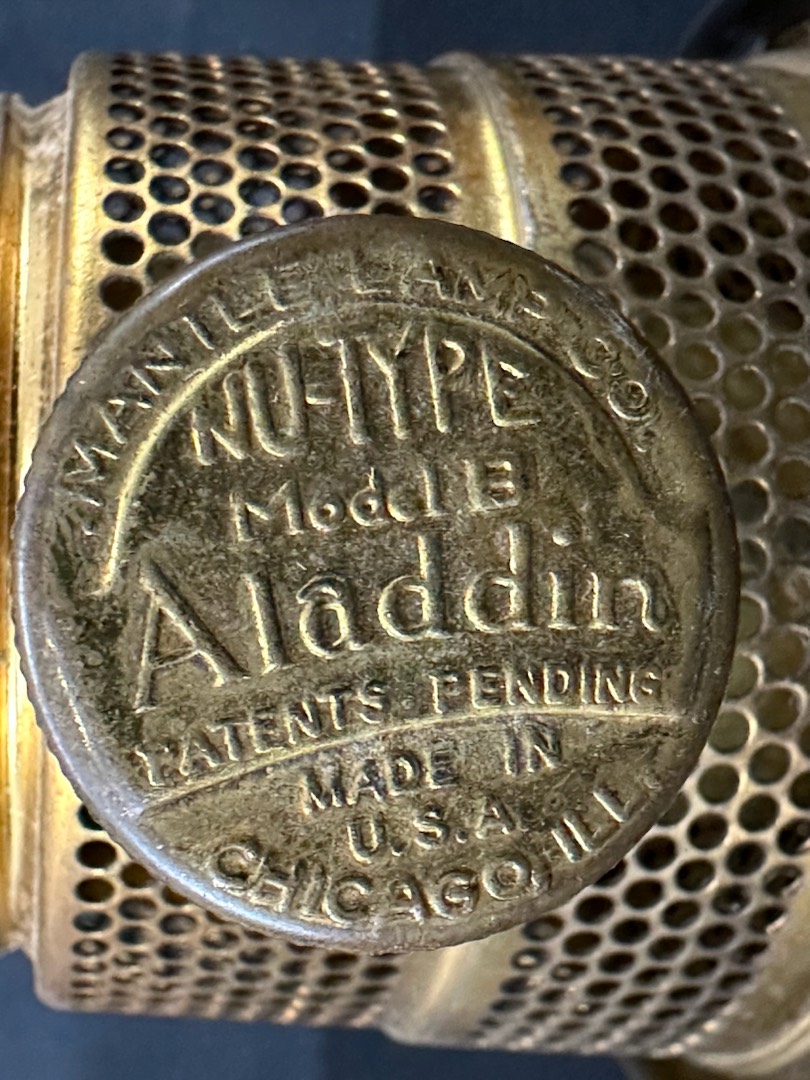 MANTLE LAMP CO.
NU-TYPE
Model B
Aladdin
PATENTS PENDING
MADE IN
U.S.A.
CHICAGO, ILL.